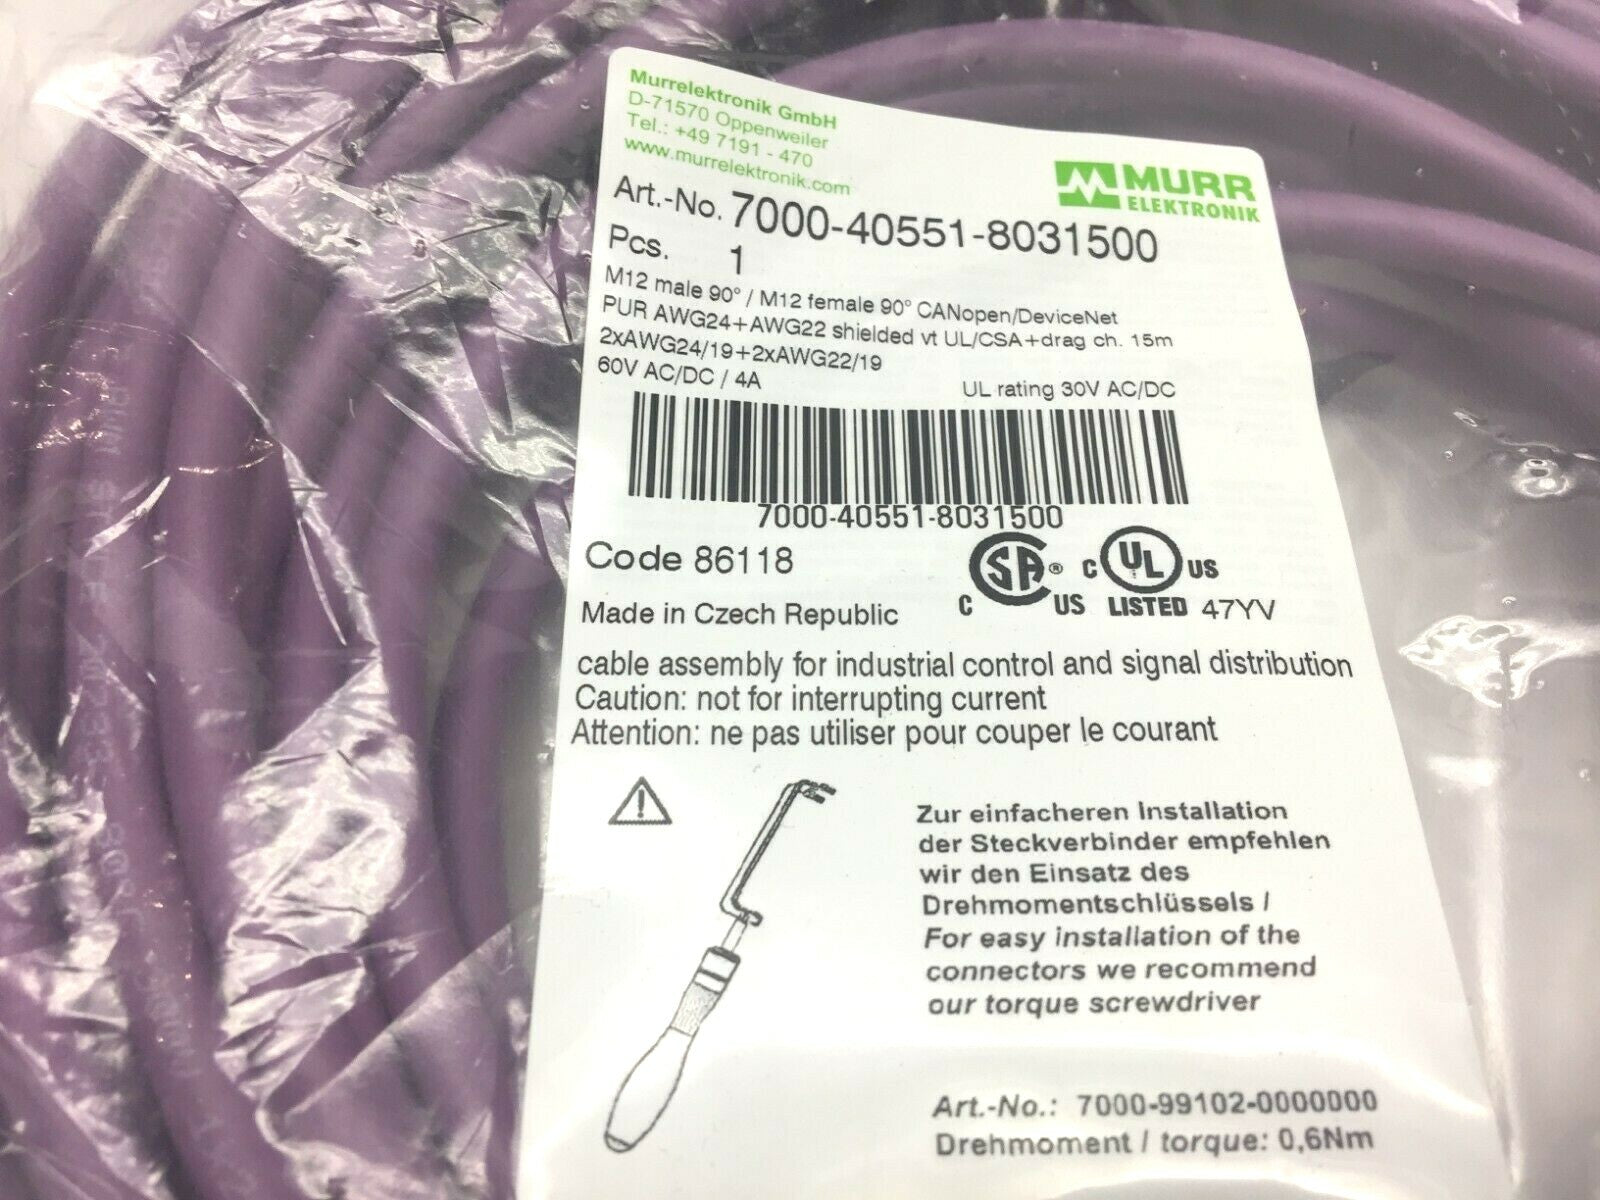 Murrelektronik GmbH
D-71570 Oppenweiler
Tel.: +49 7191 - 470
www.murrelektronik.com
MURR
ELEKTRONIK
Art.-No. 7000-40551-8031500
Pcs. 1
M12 male 90° / M12 female 90° CANopen/DeviceNet
PUR AWG24+AWG22 shielded vt UL/CSA+drag ch. 15m
2xAWG24/19+2xAWG22/19
60V AC/DC / 4A UL rating 30V AC/DC
7000-40551-8031500
Code 86118
SA ® C US
C UL US LISTED 47YV
Made in Czech Republic
cable assembly for industrial control and signal distribution
Caution: not for interrupting current
Attention: ne pas utiliser pour couper le courant
Zur einfacheren Installation
der Steckverbinder empfehlen
wir den Einsatz des
Drehmomentschlüssels /
For easy installation of the
connectors we recommend
our torque screwdriver
Art.-No.: 7000-99102-0000000
Drehmoment / torque: 0,6Nm